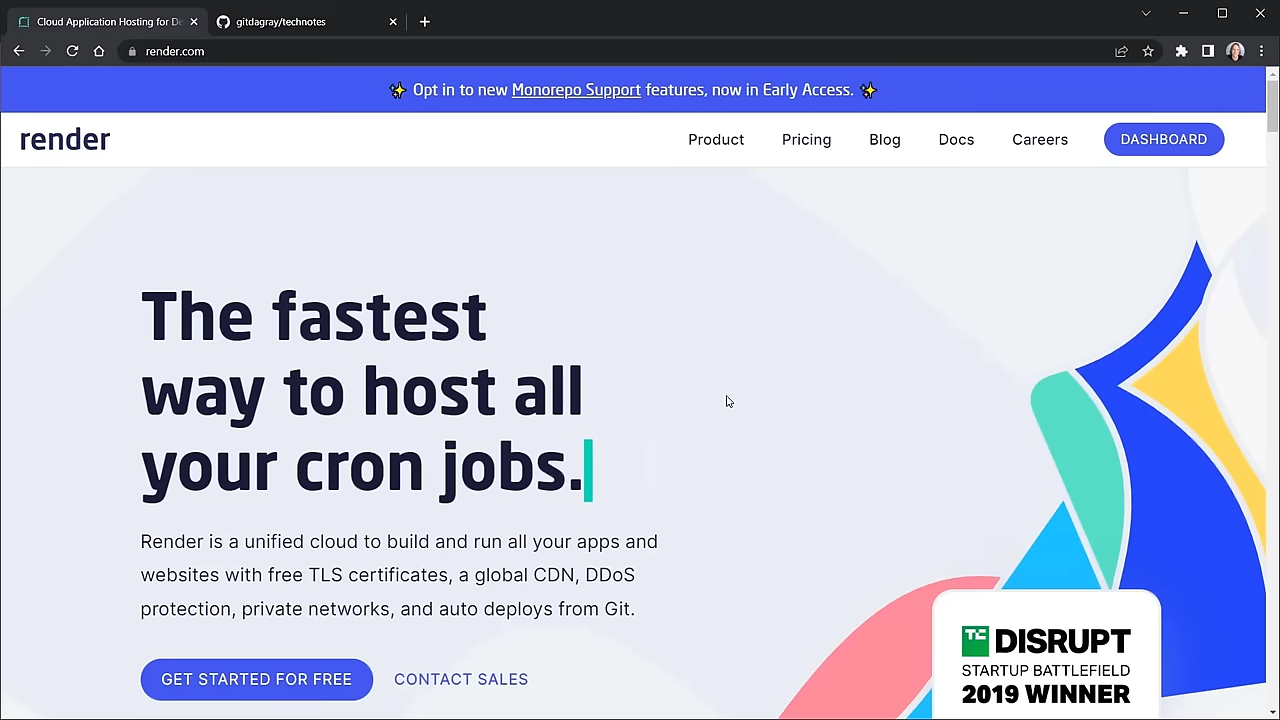 Cloud Application Hosting for De
gitdagray/technotes
render.com
✨ Opt in to new Monorepo Support features, now in Early Access. ✨
render
Product
Pricing
Blog
Docs
Careers
DASHBOARD
The fastest
way to host all
your cron jobs.
Render is a unified cloud to build and run all your apps and
websites with free TLS certificates, a global CDN, DDoS
protection, private networks, and auto deploys from Git.
GET STARTED FOR FREE
CONTACT SALES
TC DISRUPT
STARTUP BATTLEFIELD
2019 WINNER